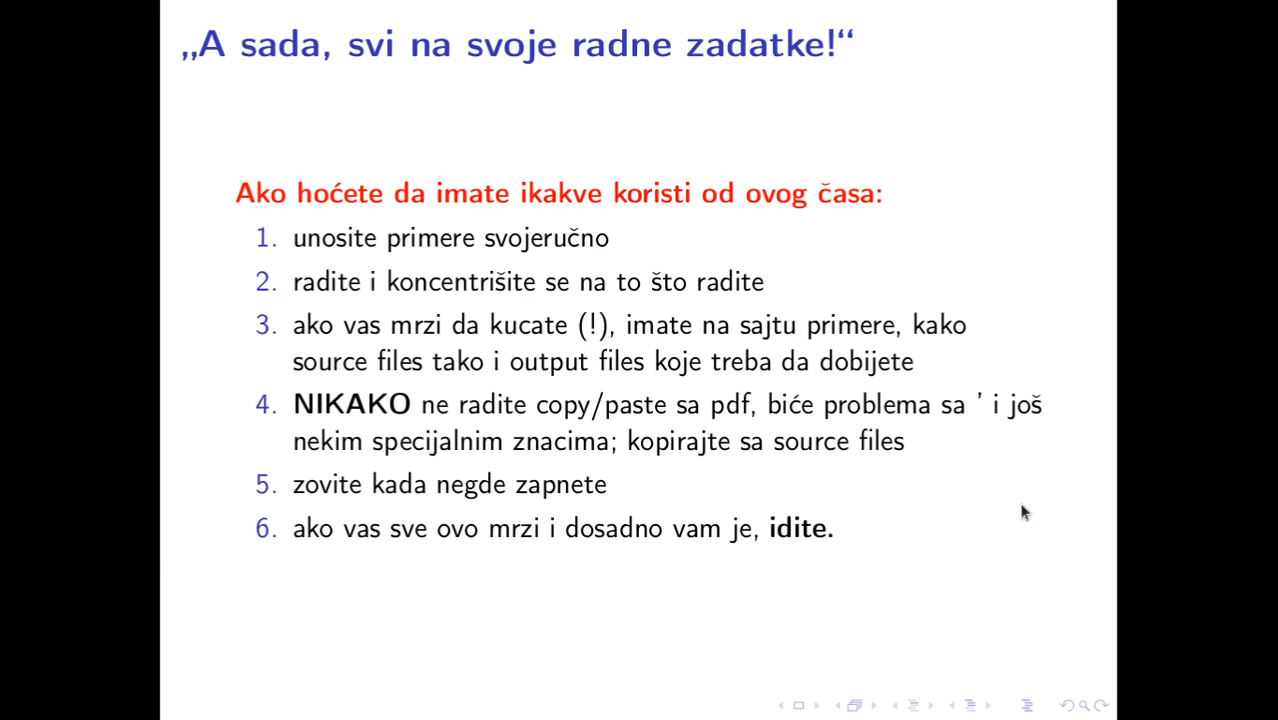 „A sada, svi na svoje radne zadatke!“
Ako hoćete da imate ikakve koristi od ovog časa:
1. unosite primere svojeručno
2. radite i koncentrišite se na to što radite
3. ako vas mrzi da kucate (!), imate na sajtu primere, kako
source files tako i output files koje treba da dobijete
4. NIKAKO ne radite copy/paste sa pdf, biće problema sa ’ i još
nekim specijalnim znacima; kopirajte sa source files
5. zovite kada negde zapnete
6. ako vas sve ovo mrzi i dosadno vam je, idite.